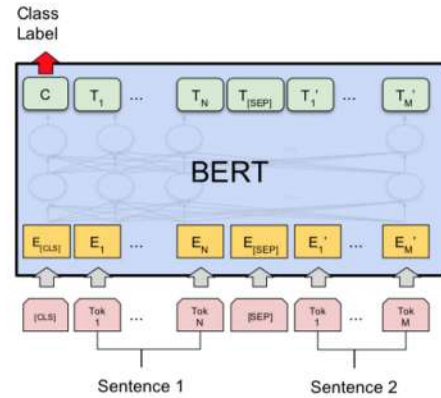 Class
Label
C T1 ... TN T[SEP] T1' ... TM'
BERT
E[CLS] E1 ... EN E[SEP] E1' ... EM'
[CLS] Tok 1 ... Tok N [SEP] Tok 1 ... Tok M
Sentence 1 Sentence 2